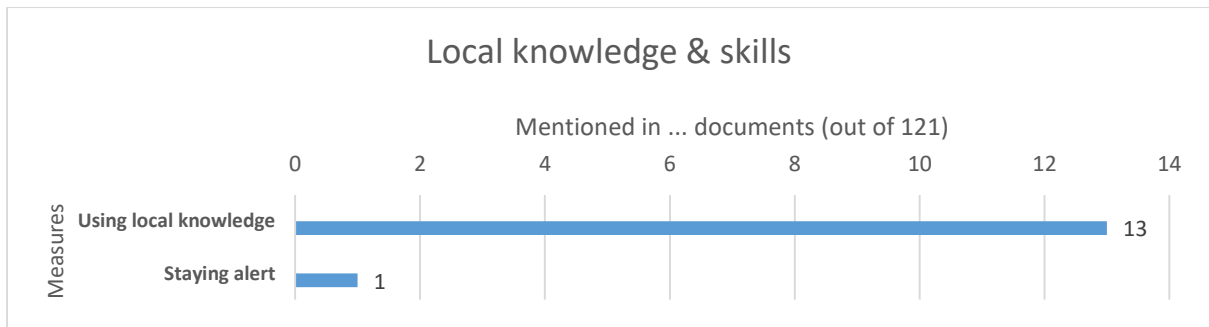 Local knowledge & skills
Mentioned in ... documents (out of 121)
0 2 4 6 8 10 12 14
Measures
Using local knowledge 13
Staying alert 1